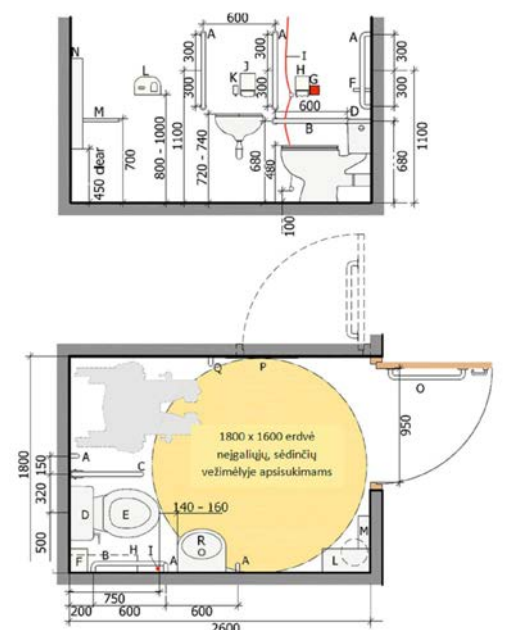 600
N
A
A
A
300
300
300
I
J
H
L
K
G
F
300
300
300
600
M
D
B
450 clear
700
800 - 1000
1100
720 - 740
680
480
100
680
1100
Q
P
O
A
C
1800 x 1600 erdvė
neįgaliųjų, sėdinčių
vežimėlyje apsisukimams
950
1800
150
320
500
D
E
140 – 160
R
M
F
B
H
I
A
A
L
750
200
600
600
2600